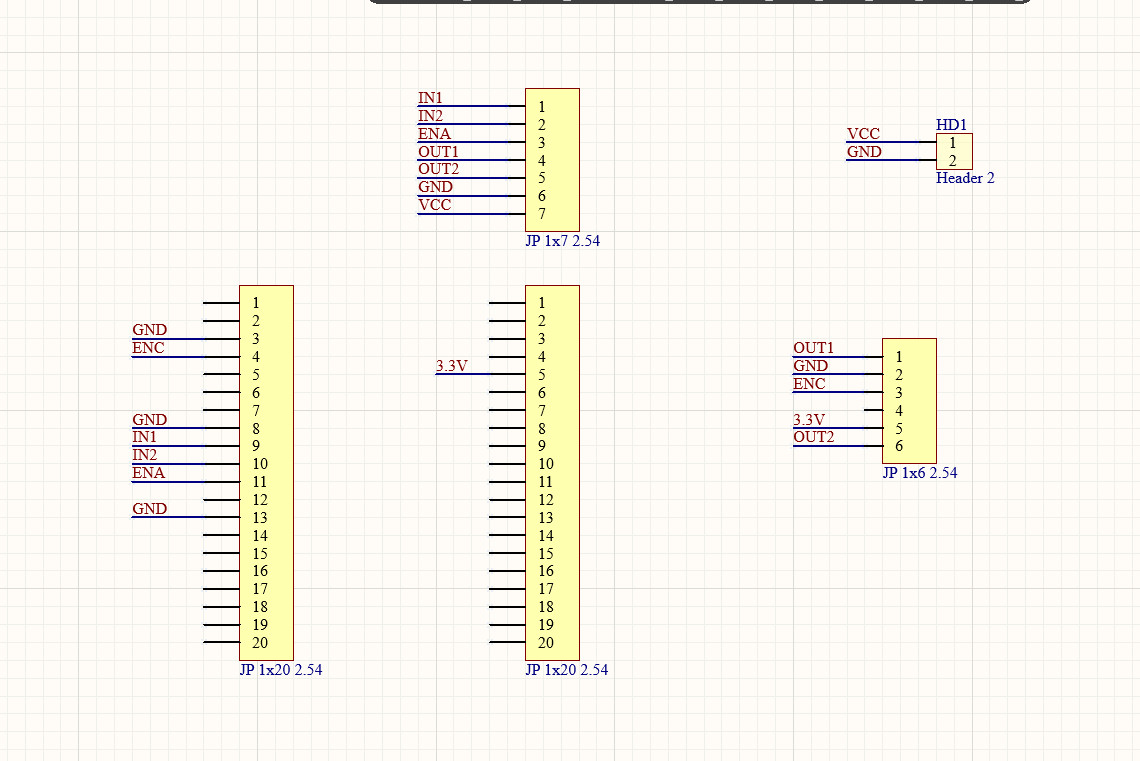 IN1 1
IN2 2
ENA 3
OUT1 4
OUT2 5
GND 6
VCC 7
JP 1x7 2.54
HD1
VCC 1
GND 2
Header 2
1
2
GND 3
ENC 4
5
6
7
GND 8
IN1 9
IN2 10
ENA 11
12
GND 13
14
15
16
17
18
19
20
JP 1x20 2.54
1
2
3
4
3.3V 5
6
7
8
9
10
11
12
13
14
15
16
17
18
19
20
JP 1x20 2.54
OUT1 1
GND 2
ENC 3
4
3.3V 5
OUT2 6
JP 1x6 2.54